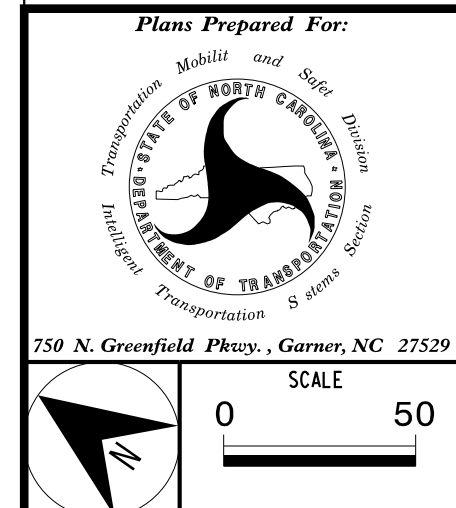 Plans Prepared For:
Transportation Mobilit and Safet Division
STATE OF NORTH CAROLINA
DEPARTMENT OF TRANSPORTATION
Intelligent Transportation S stems Section
750 N. Greenfield Pkwy. , Garner, NC 27529
N
SCALE
0 50